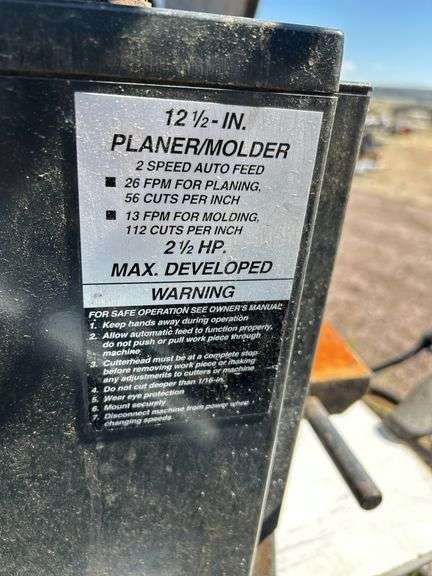 12 ½-IN.
PLANER/MOLDER
2 SPEED AUTO FEED
■ 26 FPM FOR PLANING,
56 CUTS PER INCH
■ 13 FPM FOR MOLDING,
112 CUTS PER INCH
2 ½ HP.
MAX. DEVELOPED
WARNING
FOR SAFE OPERATION SEE OWNER'S MANUAL
1. Keep hands away during operation
2. Allow automatic feed to function properly,
do not push or pull work piece through
machine
3. Cutterhead must be at a complete stop
before removing work piece or making
any adjustments to cutters or machine
4. Do not cut deeper than 1/16-in.
5. Wear eye protection
6. Mount securely
7. Disconnect machine from power when
changing speeds